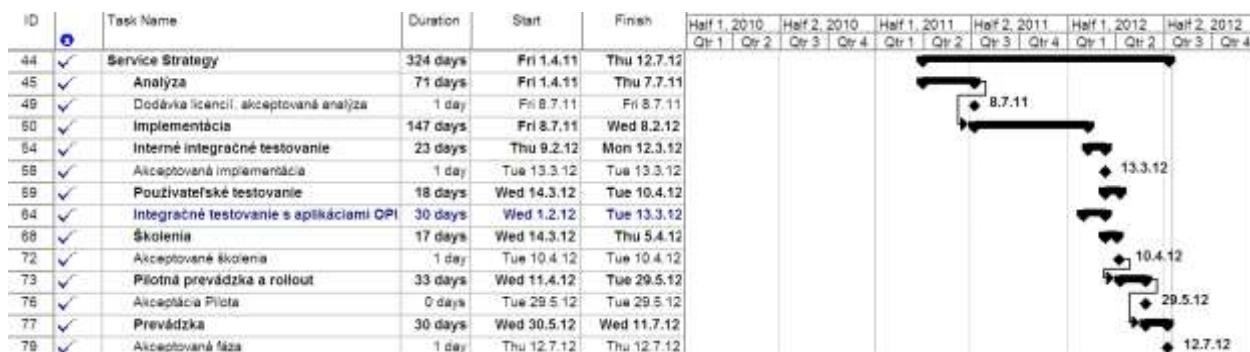 ID Task Name Duration Start Finish Half 1, 2010 Half 2, 2010 Half 1, 2011 Half 2, 2011 Half 1, 2012 Half 2, 2012
Qtr 1 Qtr 2 Qtr 3 Qtr 4 Qtr 1 Qtr 2 Qtr 3 Qtr 4 Qtr 1 Qtr 2 Qtr 3 Qtr 4
44 Service Strategy 324 days Fri 1.4.11 Thu 12.7.12
45 Analýza 71 days Fri 1.4.11 Thu 7.7.11
49 Dodávka licencií, akceptovaná analýza 1 day Fri 8.7.11 Fri 8.7.11 8.7.11
50 Implementácia 147 days Fri 8.7.11 Wed 8.2.12
54 Interné integračné testovanie 23 days Thu 9.2.12 Mon 12.3.12
58 Akceptovaná implementácia 1 day Tue 13.3.12 Tue 13.3.12 13.3.12
59 Používateľské testovanie 18 days Wed 14.3.12 Tue 10.4.12
64 Integračné testovanie s aplikáciami OPI 30 days Wed 1.2.12 Tue 13.3.12
68 Školenia 17 days Wed 14.3.12 Thu 5.4.12
72 Akceptované školenia 1 day Tue 10.4.12 Tue 10.4.12 10.4.12
73 Pilotná prevádzka a rollout 33 days Wed 11.4.12 Tue 29.5.12
76 Akceptácia Pilota 0 days Tue 29.5.12 Tue 29.5.12 29.5.12
77 Prevádzka 30 days Wed 30.5.12 Wed 11.7.12
79 Akceptovaná fáza 1 day Thu 12.7.12 Thu 12.7.12 12.7.12